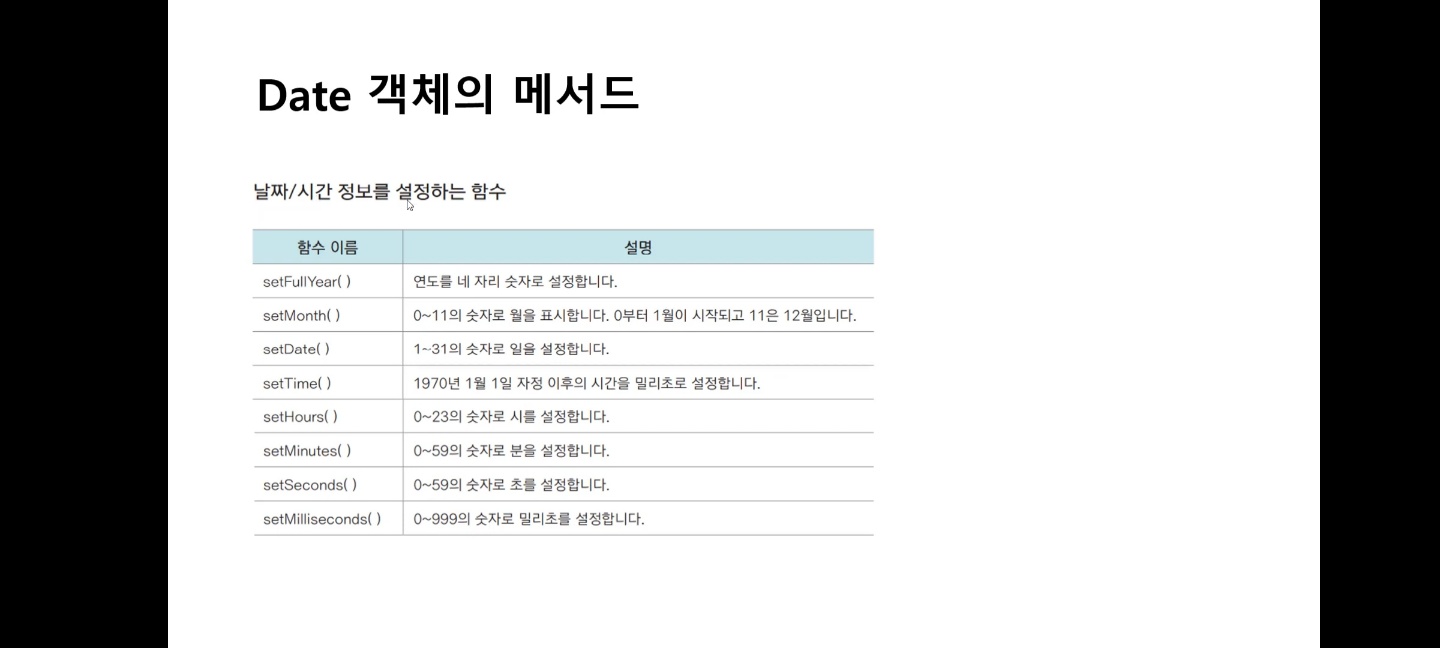 Date 객체의 메서드
날짜/시간 정보를 설정하는 함수
함수 이름 설명
setFullYear( ) 연도를 네 자리 숫자로 설정합니다.
setMonth( ) 0~11의 숫자로 월을 표시합니다. 0부터 1월이 시작되고 11은 12월입니다.
setDate( ) 1~31의 숫자로 일을 설정합니다.
setTime( ) 1970년 1월 1일 자정 이후의 시간을 밀리초로 설정합니다.
setHours( ) 0~23의 숫자로 시를 설정합니다.
setMinutes( ) 0~59의 숫자로 분을 설정합니다.
setSeconds( ) 0~59의 숫자로 초를 설정합니다.
setMilliseconds( ) 0~999의 숫자로 밀리초를 설정합니다.